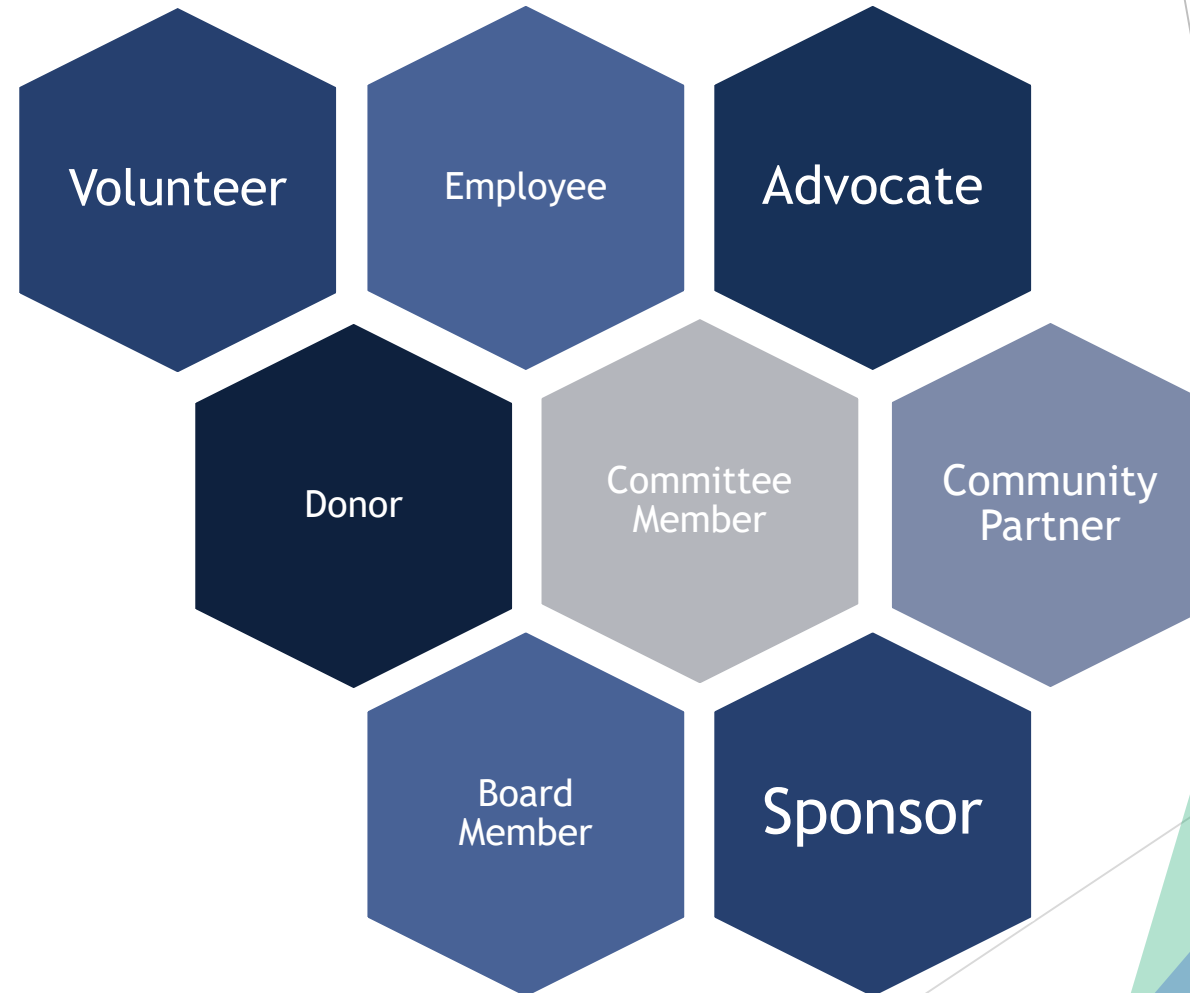 Volunteer
Employee
Advocate
Donor
Committee
Member
Community
Partner
Board
Member
Sponsor